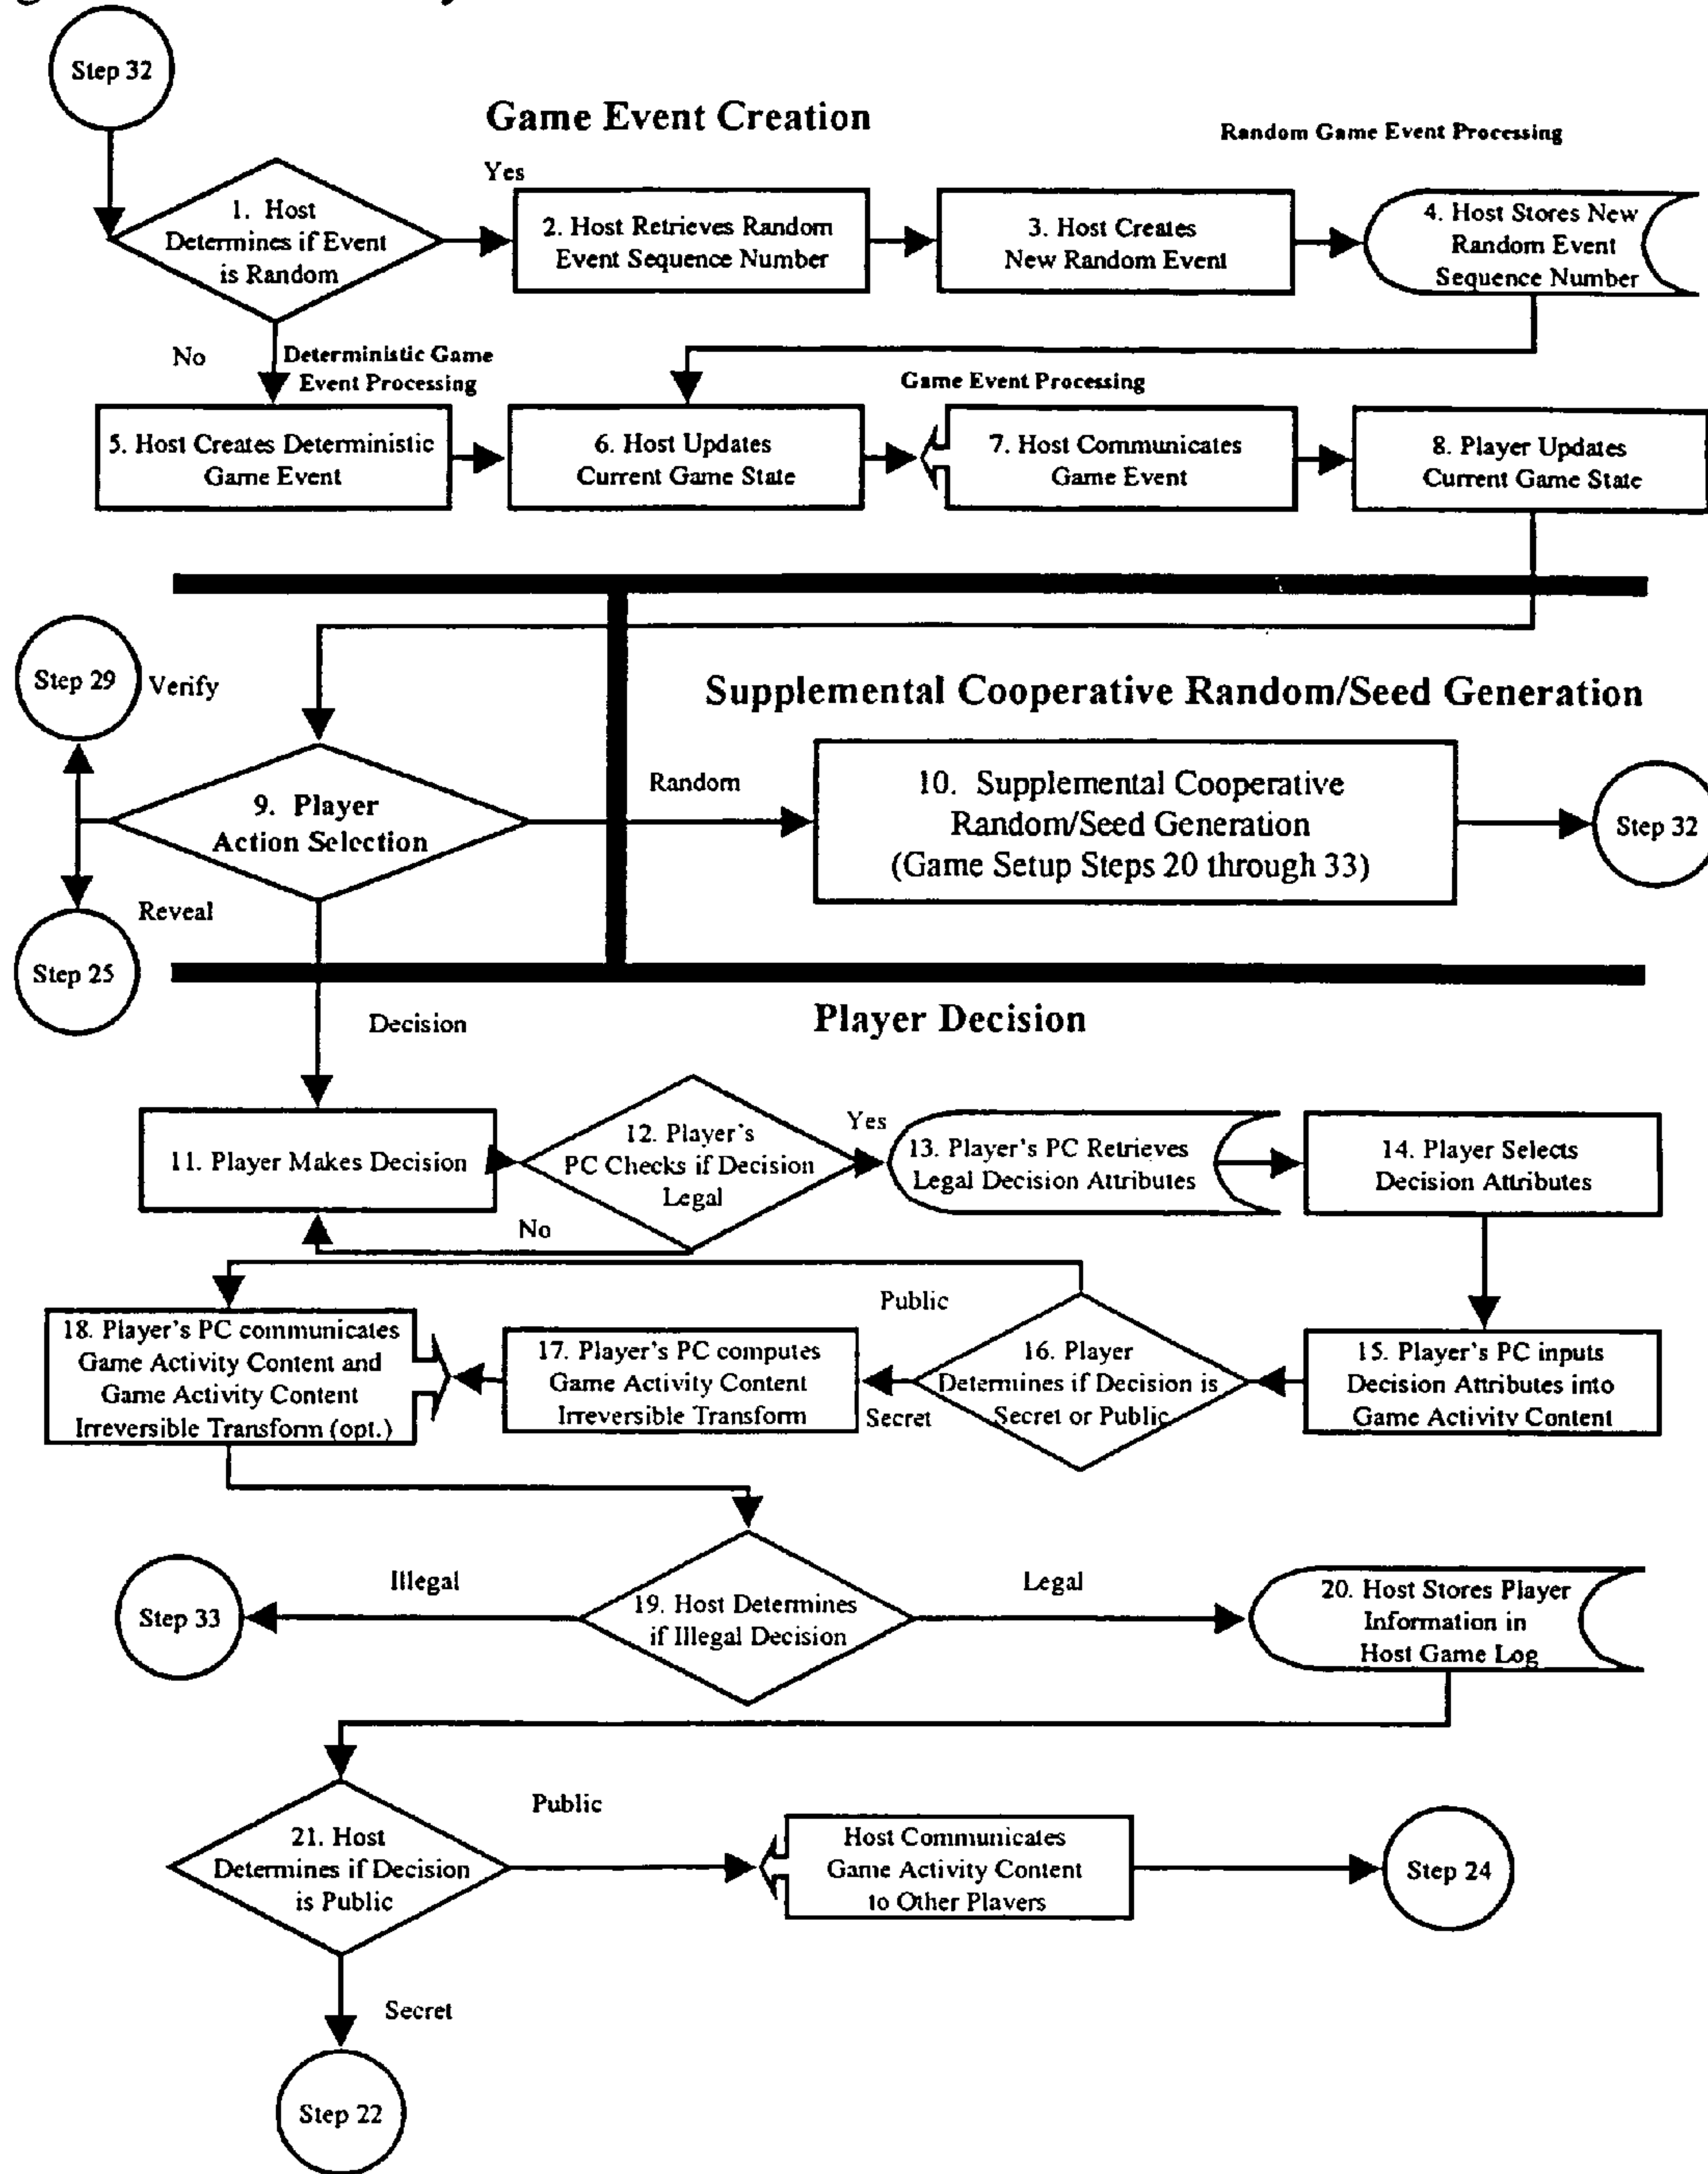 Step 32
Game Event Creation
Random Game Event Processing
Yes
1. Host
Determines if Event
is Random
2. Host Retrieves Random
Event Sequence Number
3. Host Creates
New Random Event
4. Host Stores New
Random Event
Sequence Number
No
Deterministic Game
Event Processing
Game Event Processing
5. Host Creates Deterministic
Game Event
6. Host Updates
Current Game State
7. Host Communicates
Game Event
8. Player Updates
Current Game State
Step 29
Verify
Supplemental Cooperative Random/Seed Generation
9. Player
Action Selection
Random
10. Supplemental Cooperative
Random/Seed Generation
(Game Setup Steps 20 through 33)
Step 32
Reveal
Step 25
Decision
Player Decision
11. Player Makes Decision
12. Player's
PC Checks if Decision
Legal
Yes
13. Player's PC Retrieves
Legal Decision Attributes
14. Player Selects
Decision Attributes
No
Public
18. Player's PC communicates
Game Activity Content and
Game Activity Content
Irreversible Transform (opt.)
17. Player's PC computes
Game Activity Content
Irreversible Transform
Secret
16. Player
Determines if Decision is
Secret or Public
15. Player's PC inputs
Decision Attributes into
Game Activity Content
Illegal
Legal
Step 33
19. Host Determines
if Illegal Decision
20. Host Stores Player
Information in
Host Game Log
Public
21. Host
Determines if Decision
is Public
Host Communicates
Game Activity Content
to Other Players
Step 24
Secret
Step 22